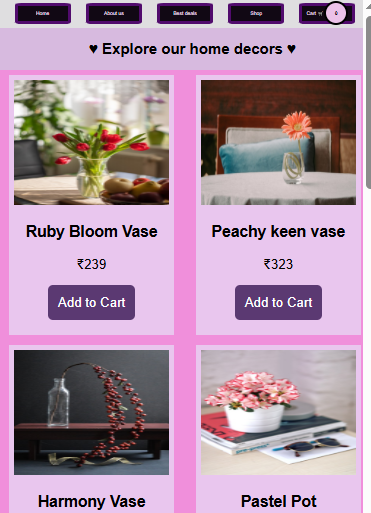 Home
About us
Best deals
Shop
Cart 🛒 0
♥ Explore our home decors ♥
Ruby Bloom Vase
Peachy keen vase
₹239
₹323
Add to Cart
Add to Cart
Harmony Vase
Pastel Pot